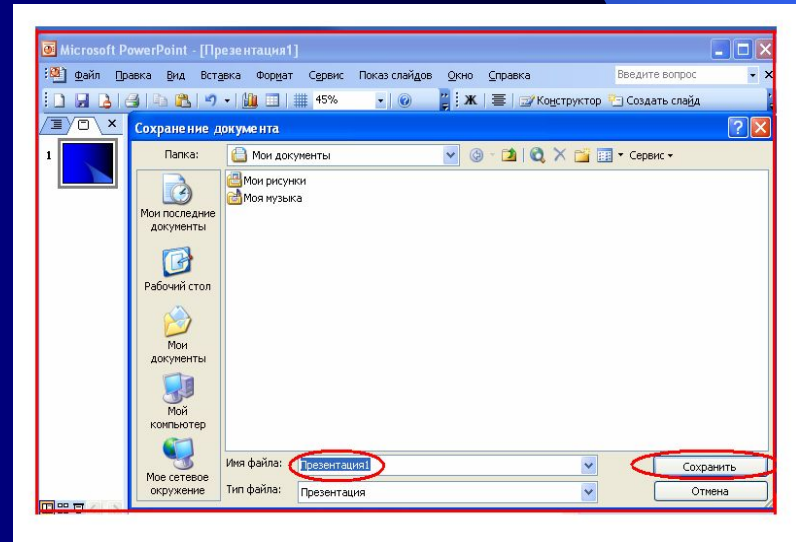 Microsoft PowerPoint - [Презентация1]
Файл Правка Вид Вставка Формат Сервис Показ слайдов Окно Справка Введите вопрос
45% Ж Конструктор Создать слайд
Сохранение документа
1 Папка: Мои документы Сервис
Мои рисунки
Моя музыка
Мои последние
документы
Рабочий стол
Мои
документы
Мой
компьютер
Мое сетевое
окружение
Имя файла: Презентация1 Сохранить
Тип файла: Презентация Отмена